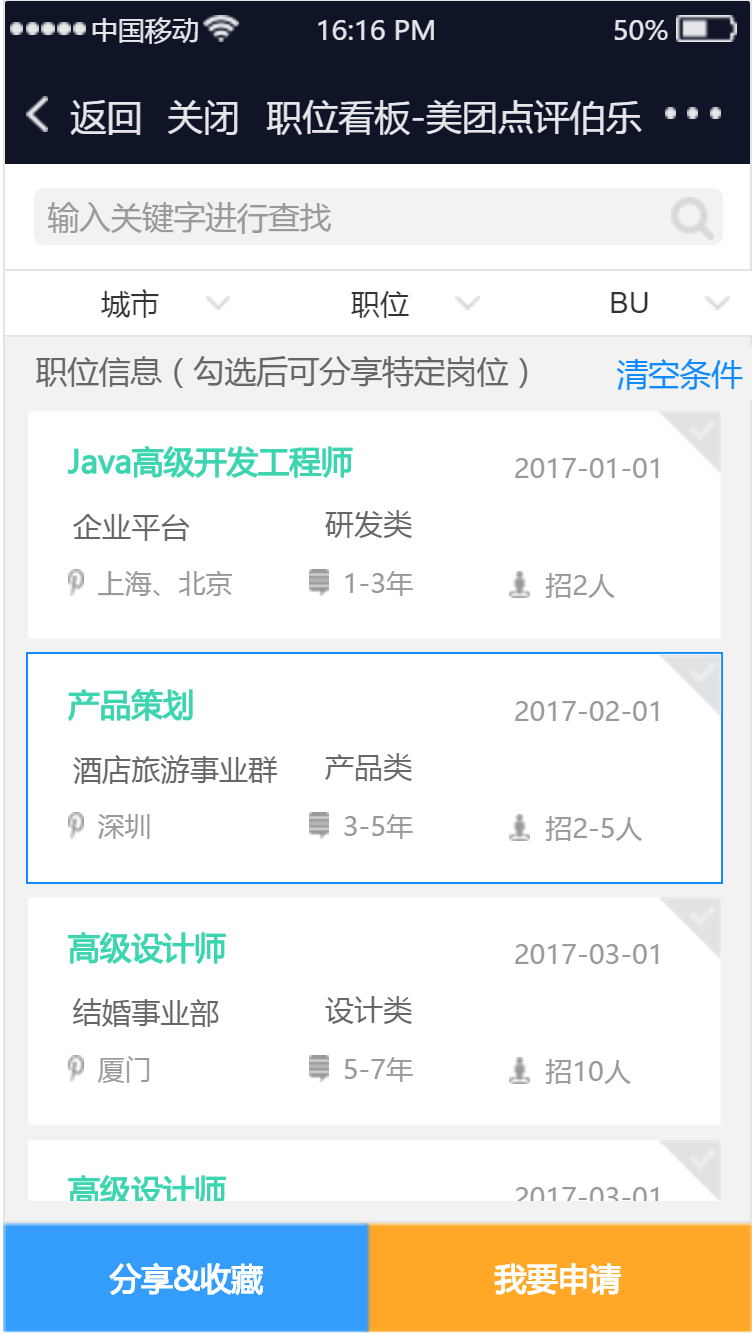 中国移动 16:16 PM 50%
返回 关闭 职位看板-美团点评伯乐
输入关键字进行查找
城市 职位 BU
职位信息（勾选后可分享特定岗位） 清空条件
Java高级开发工程师 2017-01-01
企业平台 研发类
上海、北京 1-3年 招2人
产品策划 2017-02-01
酒店旅游事业群 产品类
深圳 3-5年 招2-5人
高级设计师 2017-03-01
结婚事业部 设计类
厦门 5-7年 招10人
高级设计师 2017-03-01
分享&收藏 我要申请